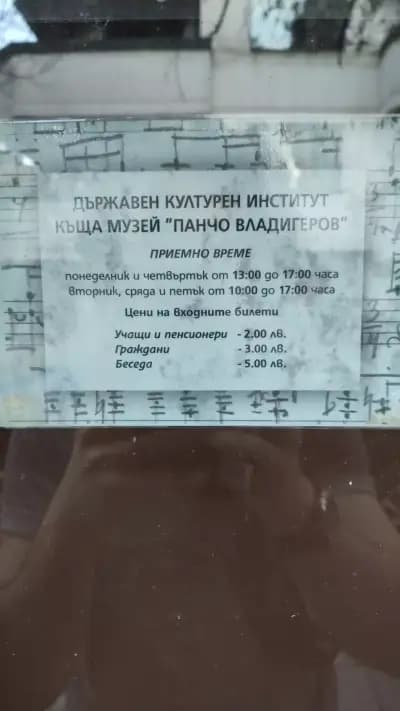 ДЪРЖАВЕН КУЛТУРЕН ИНСТИТУТ
КЪЩА МУЗЕЙ "ПАНЧО ВЛАДИГЕРОВ"
ПРИЕМНО ВРЕМЕ
понеделник и четвъртък от 13:00 до 17:00 часа
вторник, сряда и петък от 10:00 до 17:00 часа
Цени на входните билети
Учащи и пенсионери - 2.00 лв.
Граждани - 3.00 лв.
Беседа - 5.00 лв.